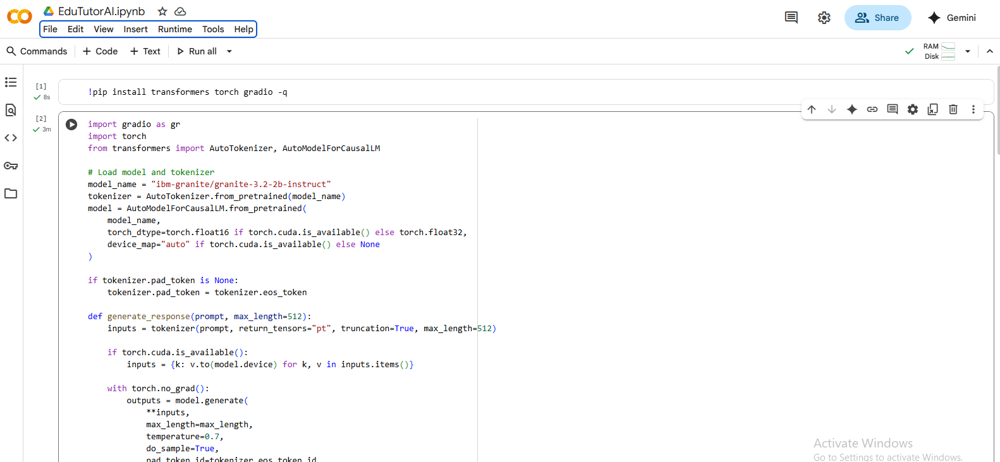 EduTutorAI.ipynb
File Edit View Insert Runtime Tools Help
Share
Gemini
Commands + Code + Text Run all
RAM
Disk
[1]
8s
!pip install transformers torch gradio -q
[2]
3m
import gradio as gr
import torch
from transformers import AutoTokenizer, AutoModelForCausalLM
# Load model and tokenizer
model_name = "ibm-granite/granite-3.2-2b-instruct"
tokenizer = AutoTokenizer.from_pretrained(model_name)
model = AutoModelForCausalLM.from_pretrained(
    model_name,
    torch_dtype=torch.float16 if torch.cuda.is_available() else torch.float32,
    device_map="auto" if torch.cuda.is_available() else None
)
if tokenizer.pad_token is None:
    tokenizer.pad_token = tokenizer.eos_token
def generate_response(prompt, max_length=512):
    inputs = tokenizer(prompt, return_tensors="pt", truncation=True, max_length=512)
    if torch.cuda.is_available():
        inputs = {k: v.to(model.device) for k, v in inputs.items()}
    with torch.no_grad():
        outputs = model.generate(
            **inputs,
            max_length=max_length,
            temperature=0.7,
            do_sample=True,
            pad_token_id=tokenizer.eos_token_id
Activate Windows
Go to Settings to activate Windows.